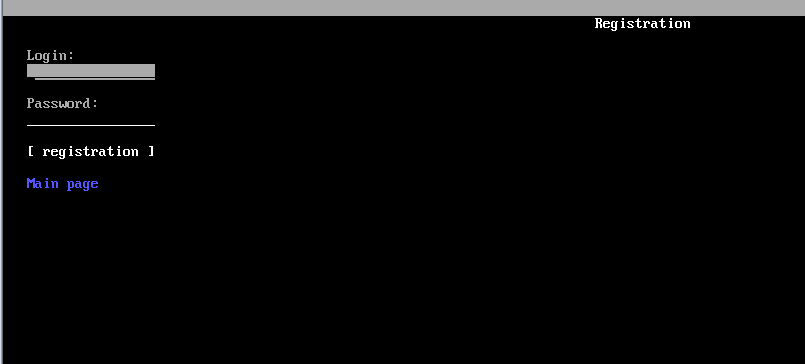 Registration
Login:
Password:
[ registration ]
Main page